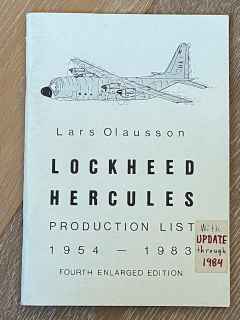 Lars Olausson
LOCKHEED
HERCULES
PRODUCTION LIST
1954 — 1983
FOURTH ENLARGED EDITION
With
UPDATE
through
1984